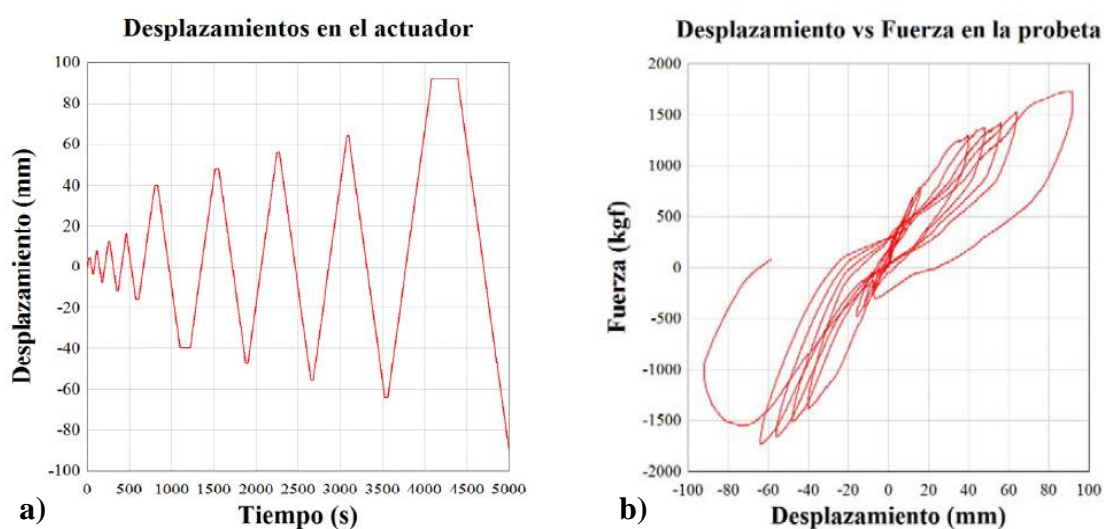 Desplazamientos en el actuador
Desplazamiento (mm)
100
80
60
40
20
0
-20
-40
-60
-80
-100
0 500 1000 1500 2000 2500 3000 3500 4000 4500 5000
Tiempo (s)
a)
Desplazamiento vs Fuerza en la probeta
Fuerza (kgf)
2000
1500
1000
500
0
-500
-1000
-1500
-2000
-100 -80 -60 -40 -20 0 20 40 60 80 100
Desplazamiento (mm)
b)